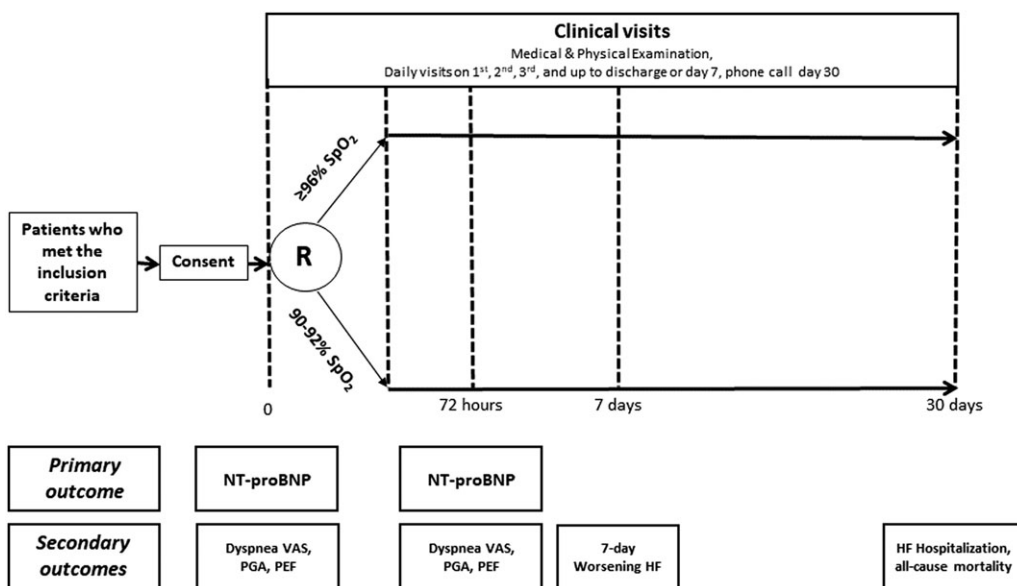 Clinical visits
Medical & Physical Examination,
Daily visits on 1st, 2nd, 3rd, and up to discharge or day 7, phone call day 30
≥96% SpO2
Patients who
met the
inclusion
criteria
Consent
R
90-92% SpO2
0
72 hours
7 days
30 days
Primary
outcome
NT-proBNP
NT-proBNP
Secondary
outcomes
Dyspnea VAS,
PGA, PEF
Dyspnea VAS,
PGA, PEF
7-day
Worsening HF
HF Hospitalization,
all-cause mortality